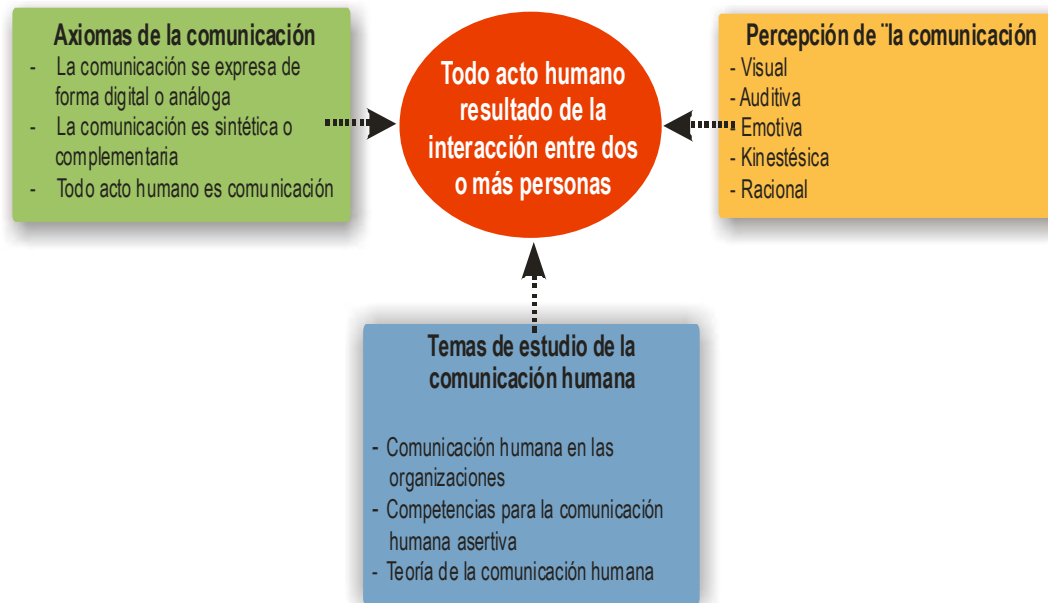 Axiomas de la comunicación
- La comunicación se expresa de
forma digital o análoga
- La comunicación es sintética o
complementaria
- Todo acto humano es comunicación
Todo acto humano
resultado de la
interacción entre dos
o más personas
Percepción de ¨la comunicación
- Visual
- Auditiva
- Emotiva
- Kinestésica
- Racional
Temas de estudio de la
comunicación humana
- Comunicación humana en las
organizaciones
- Competencias para la comunicación
humana asertiva
- Teoría de la comunicación humana